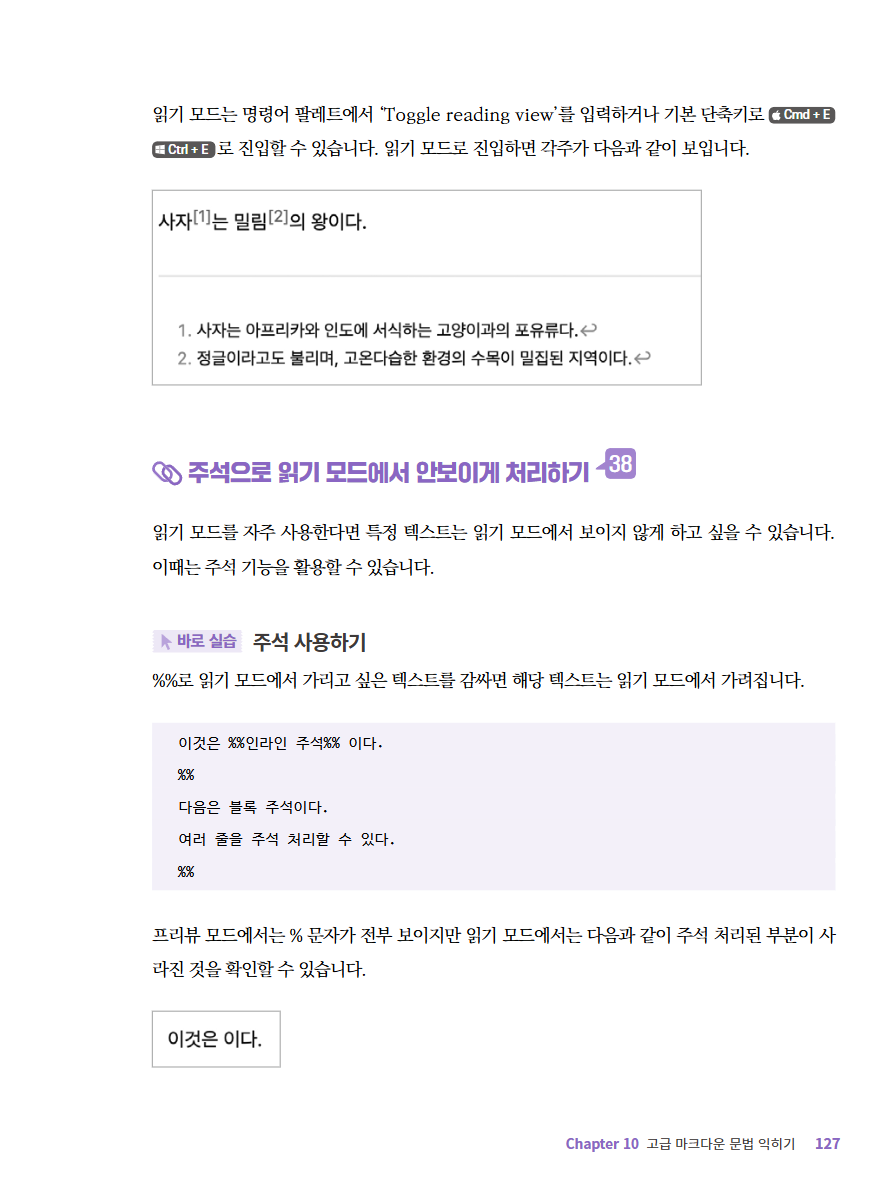 읽기 모드는 명령어 팔레트에서 ‘Toggle reading view’를 입력하거나 기본 단축키로 Cmd + E
Ctrl + E 로 진입할 수 있습니다. 읽기 모드로 진입하면 각주가 다음과 같이 보입니다.
사자[1]는 밀림[2]의 왕이다.
1. 사자는 아프리카와 인도에 서식하는 고양이과의 포유류다.↩
2. 정글이라고도 불리며, 고온다습한 환경의 수목이 밀집된 지역이다.↩
주석으로 읽기 모드에서 안보이게 처리하기 38
읽기 모드를 자주 사용한다면 특정 텍스트는 읽기 모드에서 보이지 않게 하고 싶을 수 있습니다.
이때는 주석 기능을 활용할 수 있습니다.
바로 실습 주석 사용하기
%%로 읽기 모드에서 가리고 싶은 텍스트를 감싸면 해당 텍스트는 읽기 모드에서 가려집니다.
이것은 %%인라인 주석%% 이다.
%%
다음은 블록 주석이다.
여러 줄을 주석 처리할 수 있다.
%%
프리뷰 모드에서는 % 문자가 전부 보이지만 읽기 모드에서는 다음과 같이 주석 처리된 부분이 사
라진 것을 확인할 수 있습니다.
이것은 이다.
Chapter 10 고급 마크다운 문법 익히기 127